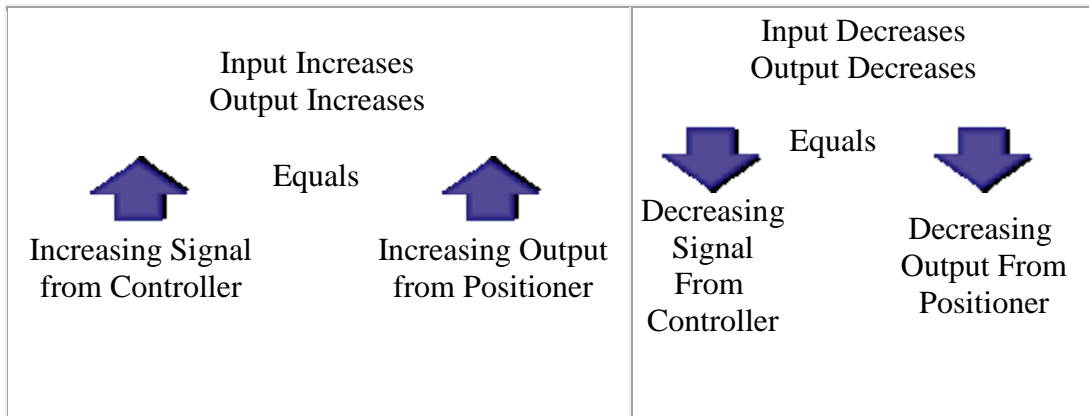 Input Increases
Output Increases
Equals
Increasing Signal
from Controller
Increasing Output
from Positioner
Input Decreases
Output Decreases
Equals
Decreasing
Signal
From
Controller
Decreasing
Output From
Positioner